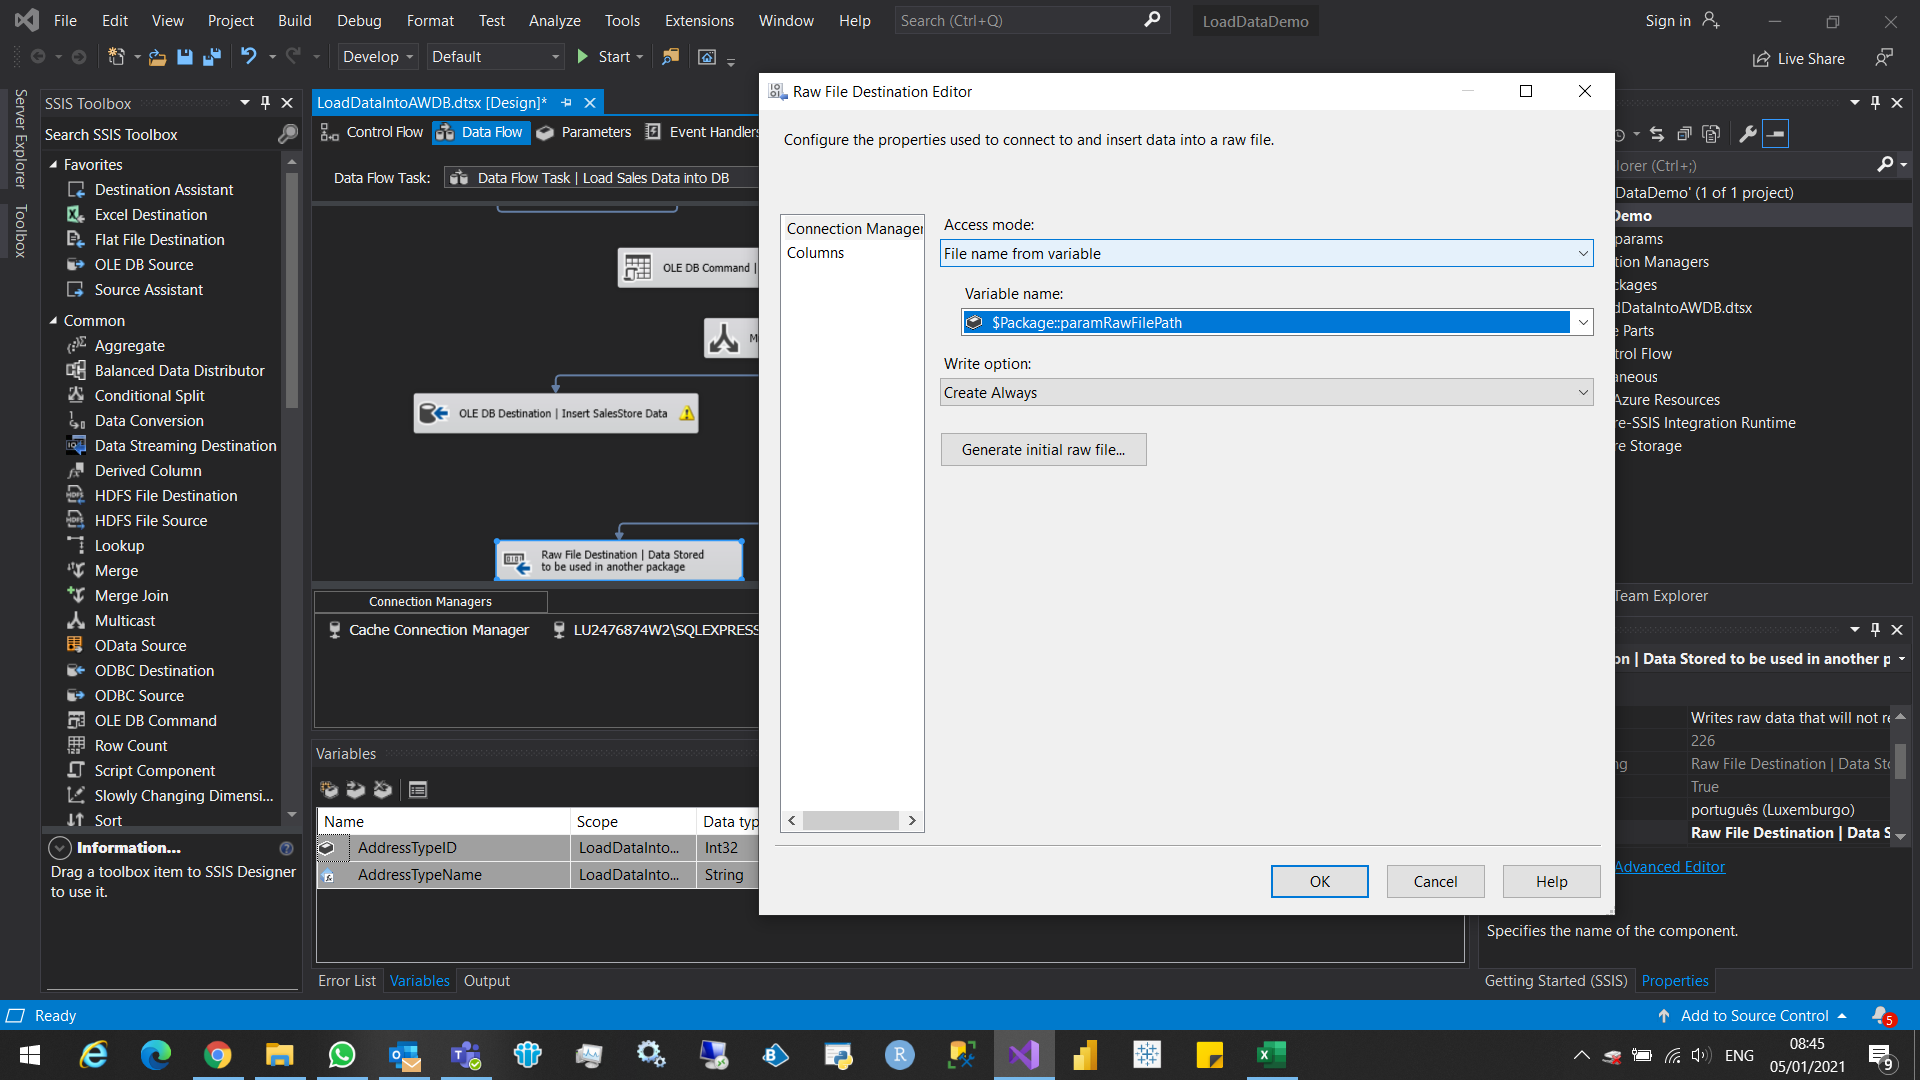 File Edit View Project Build Debug Format Test Analyze Tools Extensions Window Help Search (Ctrl+Q) LoadDataDemo Sign in
Develop Default Start Live Share
Server Explorer
Toolbox
SSIS Toolbox
Search SSIS Toolbox
Favorites
Destination Assistant
Excel Destination
Flat File Destination
OLE DB Source
Source Assistant
Common
Aggregate
Balanced Data Distributor
Conditional Split
Data Conversion
Data Streaming Destination
Derived Column
HDFS File Destination
HDFS File Source
Lookup
Merge
Merge Join
Multicast
OData Source
ODBC Destination
ODBC Source
OLE DB Command
Row Count
Script Component
Slowly Changing Dimensi...
Sort
Information...
Drag a toolbox item to SSIS Designer
to use it.
LoadDataIntoAWDB.dtsx [Design]*
Control Flow Data Flow Parameters Event Handlers
Data Flow Task: Data Flow Task | Load Sales Data into DB
OLE DB Command |
M
OLE DB Destination | Insert SalesStore Data
Raw File Destination | Data Stored
to be used in another package
Connection Managers
Cache Connection Manager LU2476874W2\SQLEXPRESS
Variables
Name Scope Data typ
AddressTypeID LoadDataInto... Int32
AddressTypeName LoadDataInto... String
Error List Variables Output
Raw File Destination Editor
Configure the properties used to connect to and insert data into a raw file.
Connection Manager
Columns
Access mode:
File name from variable
Variable name:
$Package::paramRawFilePath
Write option:
Create Always
Generate initial raw file...
OK Cancel Help
lorer (Ctrl+;)
DataDemo' (1 of 1 project)
Demo
params
tion Managers
ckages
dDataIntoAWDB.dtsx
e Parts
trol Flow
aneous
Azure Resources
re-SSIS Integration Runtime
re Storage
Team Explorer
on | Data Stored to be used in another p
Writes raw data that will not re
226
ng Raw File Destination | Data Sto
True
português (Luxemburgo)
Raw File Destination | Data S
Advanced Editor
Specifies the name of the component.
Getting Started (SSIS) Properties
Ready Add to Source Control 5
ENG 08:45
05/01/2021 9